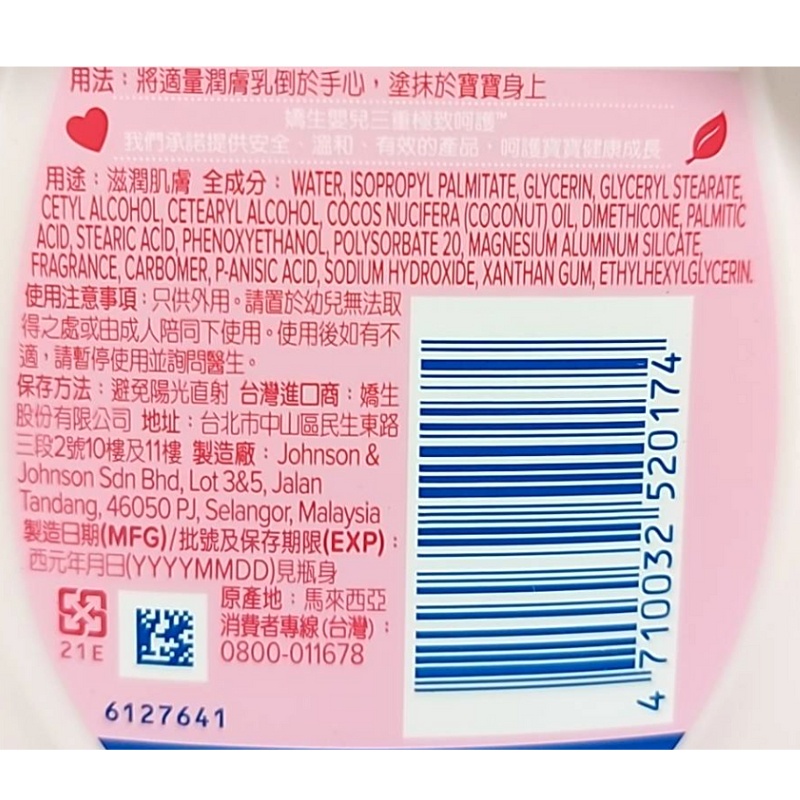 用法：將適量潤膚乳倒於手心，塗抹於寶寶身上
嬌生嬰兒三重極致呵護™
我們承諾提供安全、溫和、有效的產品，呵護寶寶健康成長
用途：滋潤肌膚 全成分： WATER, ISOPROPYL PALMITATE, GLYCERIN, GLYCERYL STEARATE,
CETYL ALCOHOL, CETEARYL ALCOHOL, COCOS NUCIFERA (COCONUT) OIL, DIMETHICONE, PALMITIC
ACID, STEARIC ACID, PHENOXYETHANOL, POLYSORBATE 20, MAGNESIUM ALUMINUM SILICATE,
FRAGRANCE, CARBOMER, P-ANISIC ACID, SODIUM HYDROXIDE, XANTHAN GUM, ETHYLHEXYLGLYCERIN.
使用注意事項：只供外用。請置於幼兒無法取
得之處或由成人陪同下使用。使用後如有不
適，請暫停使用並詢問醫生。
保存方法：避免陽光直射 台灣進口商：嬌生
股份有限公司 地址：台北市中山區民生東路
三段2號10樓及11樓 製造廠：Johnson &
Johnson Sdn Bhd, Lot 3&5, Jalan
Tandang, 46050 PJ, Selangor, Malaysia
製造日期(MFG)/批號及保存期限(EXP)：
西元年月日(YYYYMMDD)見瓶身
原產地：馬來西亞
消費者專線(台灣)：
0800-011678
21E
6127641
4 710032 520174